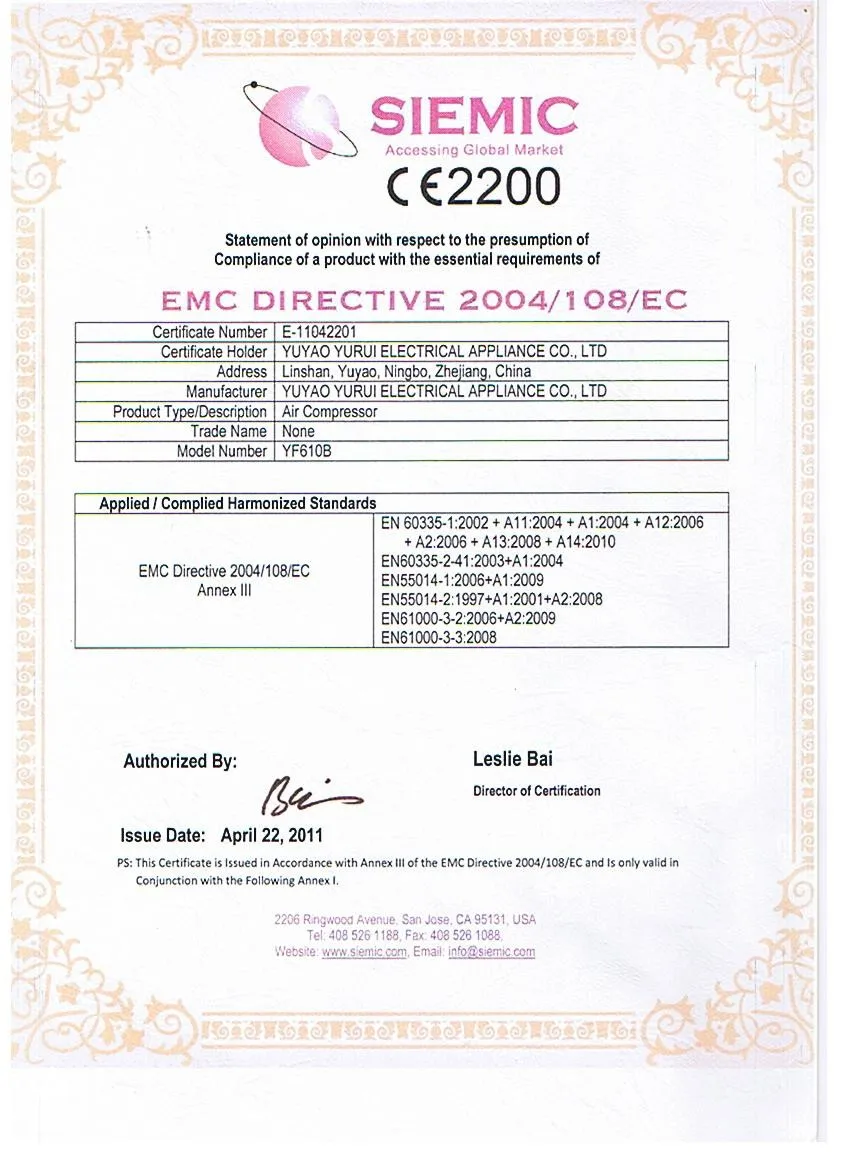 SIEMIC
Accessing Global Market
CE2200
Statement of opinion with respect to the presumption of
Compliance of a product with the essential requirements of
EMC DIRECTIVE 2004/108/EC
Certificate Number E-11042201
Certificate Holder YUYAO YURUI ELECTRICAL APPLIANCE CO., LTD
Address Linshan, Yuyao, Ningbo, Zhejiang, China
Manufacturer YUYAO YURUI ELECTRICAL APPLIANCE CO., LTD
Product Type/Description Air Compressor
Trade Name None
Model Number YF610B
Applied / Complied Harmonized Standards
EMC Directive 2004/108/EC
Annex III
EN 60335-1:2002 + A11:2004 + A1:2004 + A12:2006
+ A2:2006 + A13:2008 + A14:2010
EN60335-2-41:2003+A1:2004
EN55014-1:2006+A1:2009
EN55014-2:1997+A1:2001+A2:2008
EN61000-3-2:2006+A2:2009
EN61000-3-3:2008
Authorized By:
Leslie Bai
Director of Certification
Issue Date: April 22, 2011
PS: This Certificate is Issued in Accordance with Annex III of the EMC Directive 2004/108/EC and Is only valid in
Conjunction with the Following Annex I.
2206 Ringwood Avenue, San Jose, CA 95131, USA
Tel: 408 526 1188, Fax: 408 526 1088,
Website: www.siemic.com, Email: info@siemic.com